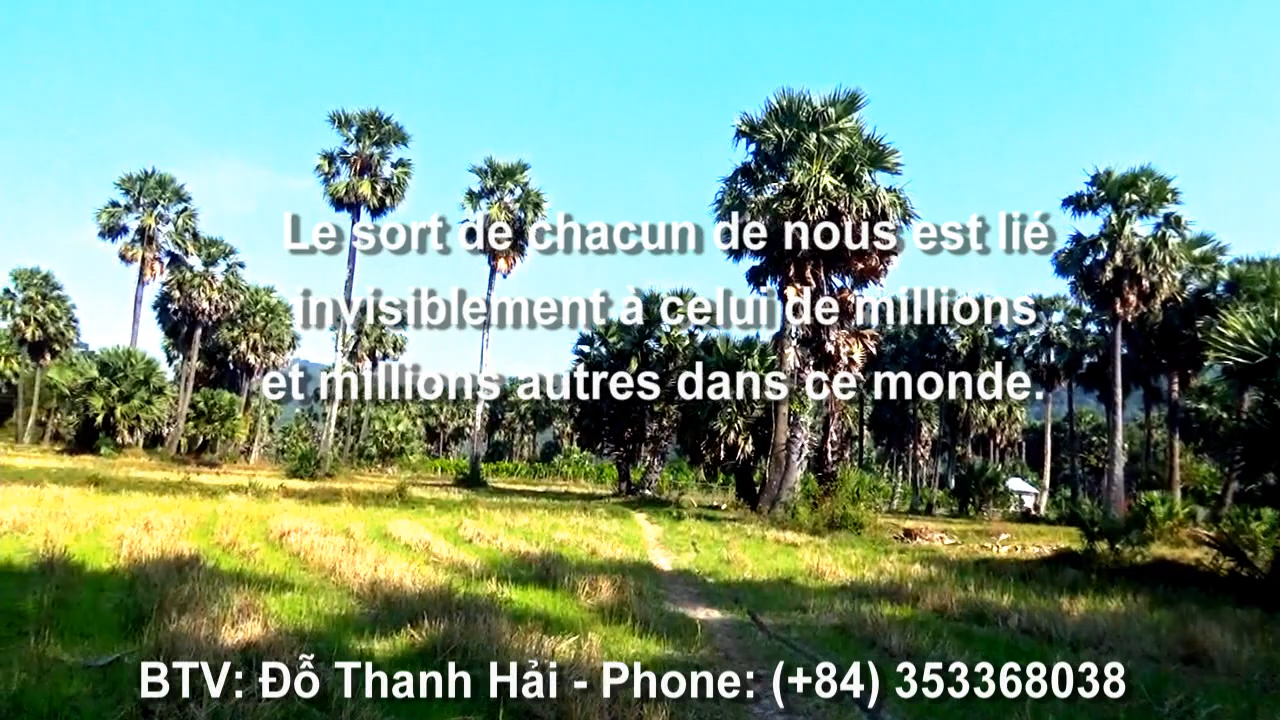 Le sort de chacun de nous est lié
invisiblement à celui de millions
et millions autres dans ce monde.
BTV: Đỗ Thanh Hải - Phone: (+84) 353368038